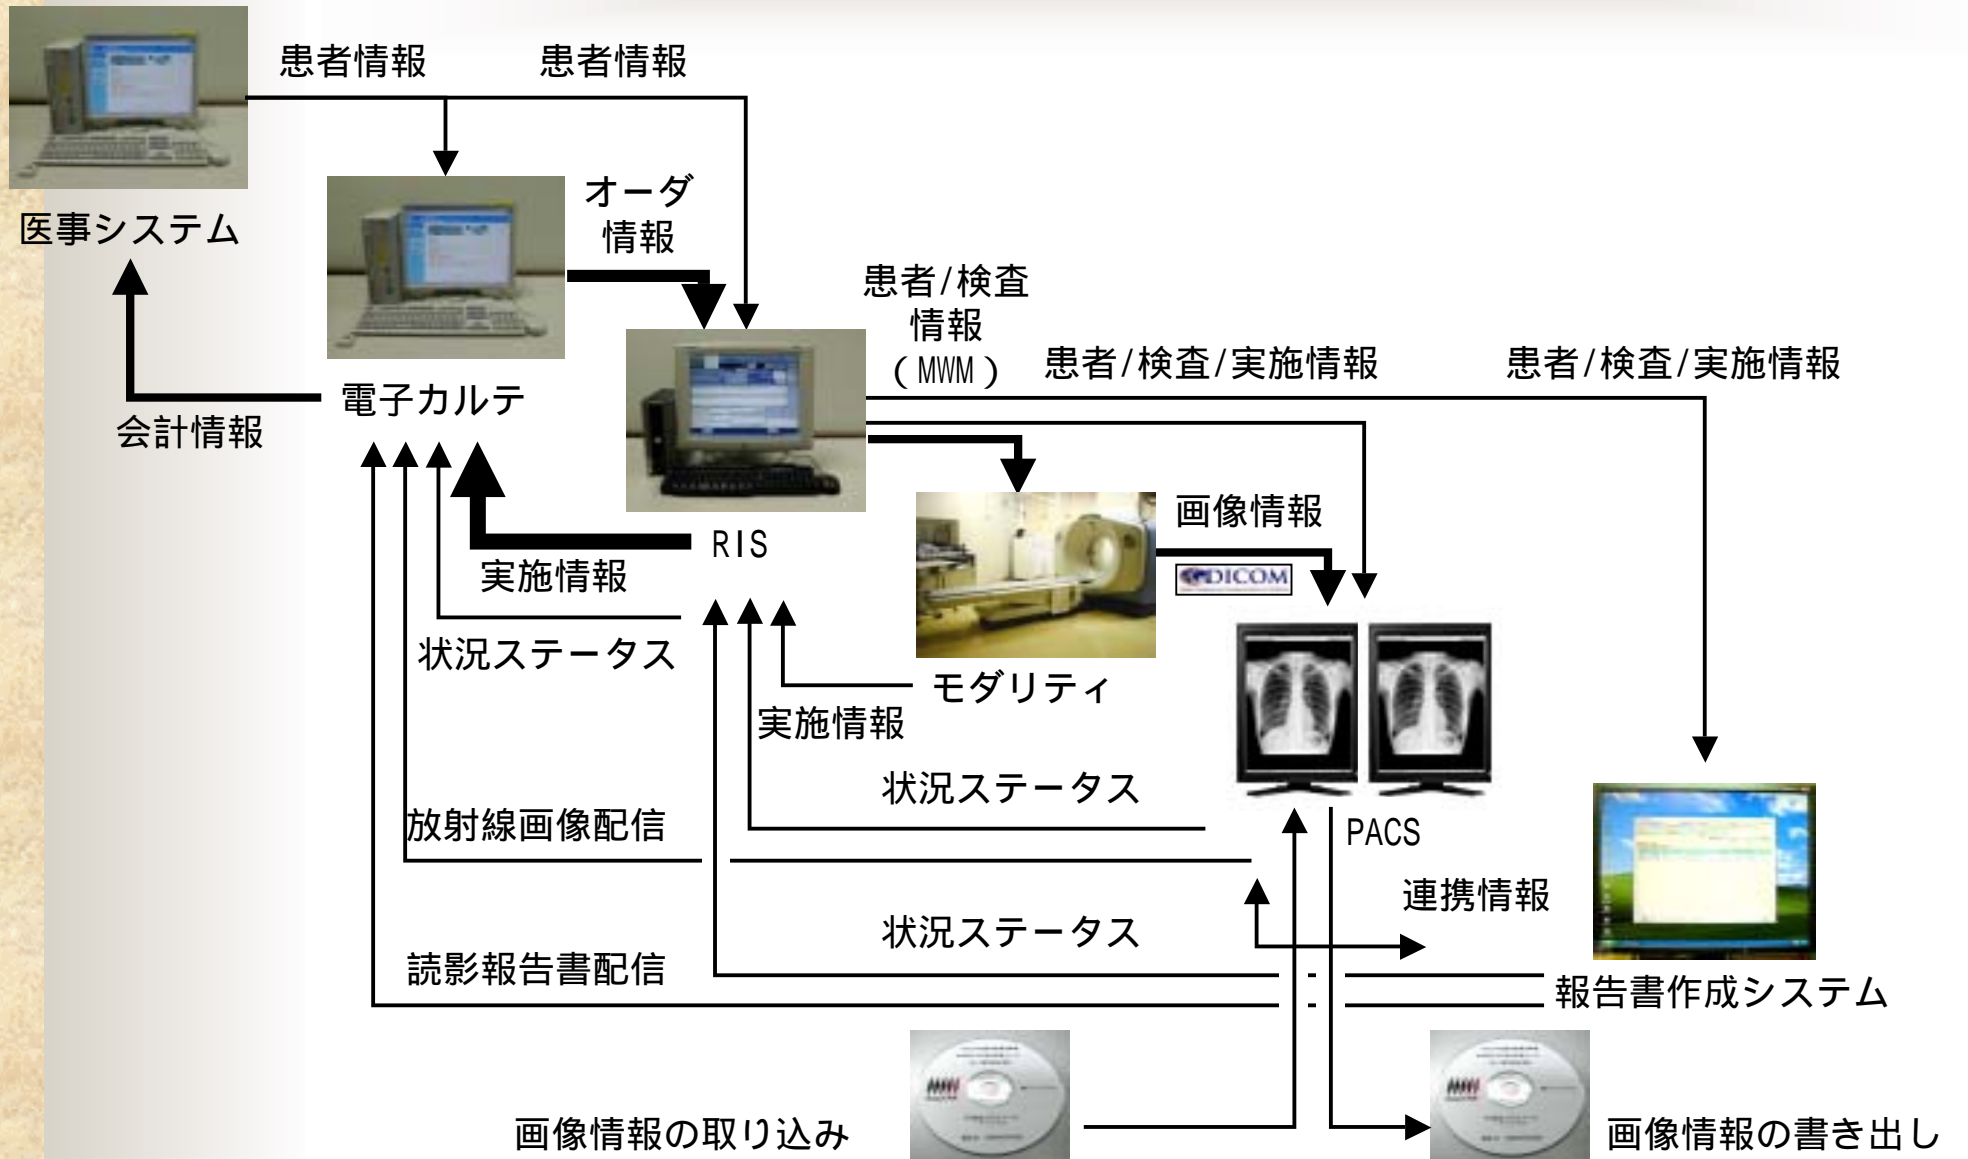 患者情報
患者情報
医事システム
オーダ
情報
患者/検査
情報
(MWM)
患者/検査/実施情報
患者/検査/実施情報
電子カルテ
会計情報
画像情報
DICOM
RIS
実施情報
状況ステータス
モダリティ
実施情報
状況ステータス
放射線画像配信
PACS
連携情報
状況ステータス
読影報告書配信
報告書作成システム
画像情報の取り込み
画像情報の書き出し